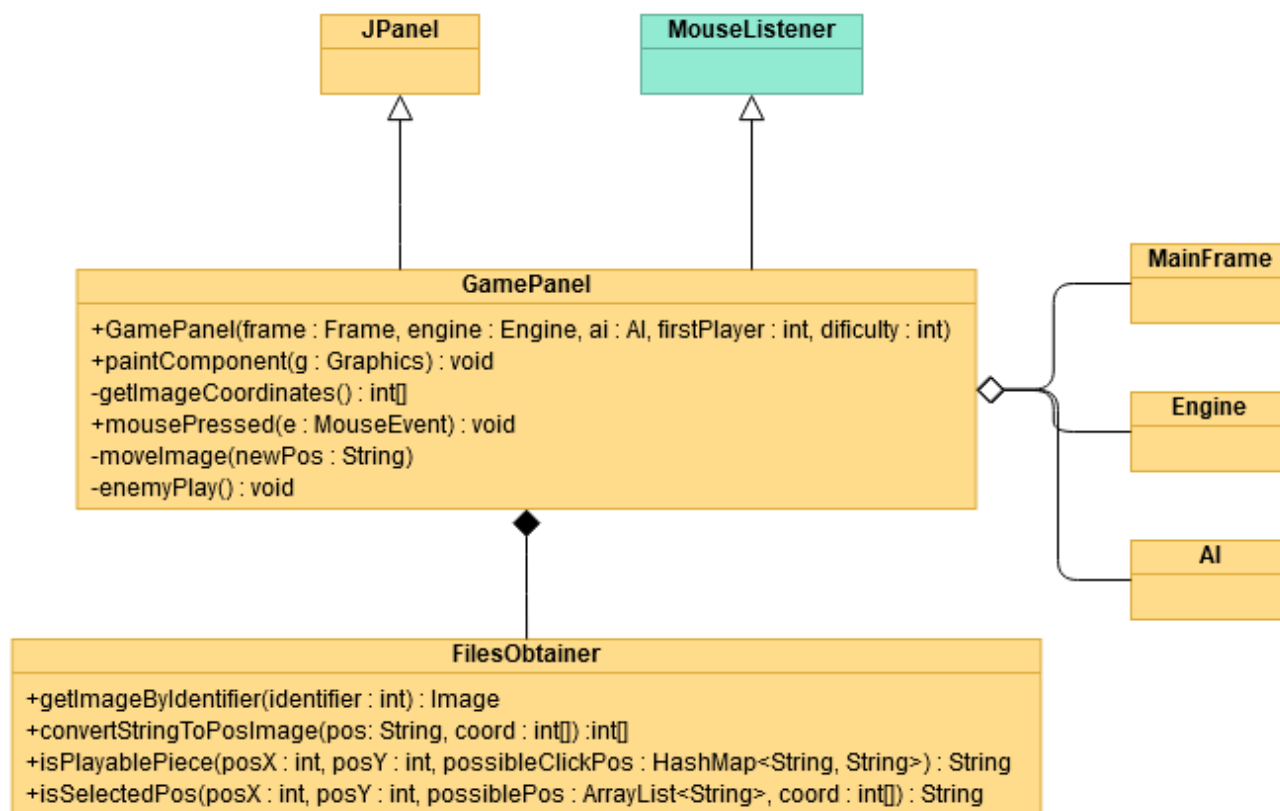 JPanel
MouseListener
GamePanel
+GamePanel(frame : Frame, engine : Engine, ai : AI, firstPlayer : int, dificulty : int)
+paintComponent(g : Graphics) : void
-getImageCoordinates() : int[]
+mousePressed(e : MouseEvent) : void
-moveImage(newPos : String)
-enemyPlay() : void
MainFrame
Engine
AI
FilesObtainer
+getImageByIdentifier(identifier : int) : Image
+convertStringToPosImage(pos: String, coord : int[]) :int[]
+isPlayablePiece(posX : int, posY : int, possibleClickPos : HashMap<String, String>) : String
+isSelectedPos(posX : int, posY : int, possiblePos : ArrayList<String>, coord : int[]) : String